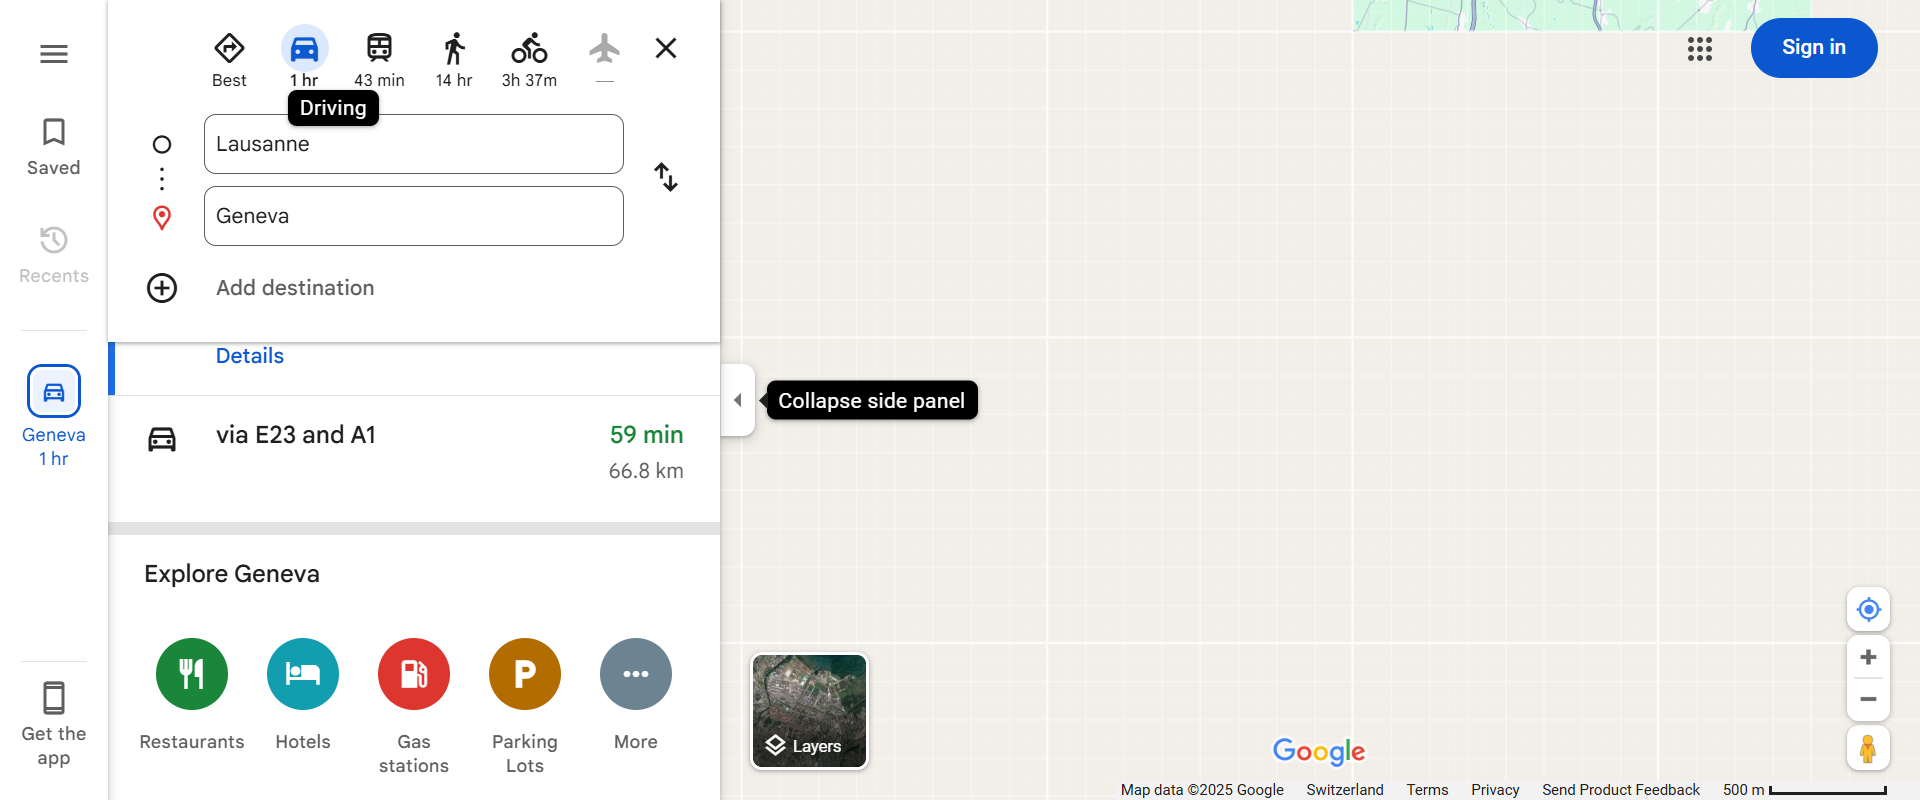 Best
1 hr
43 min
14 hr
3h 37m
—
Sign in
Driving
Saved
Lausanne
Geneva
Recents
Add destination
Details
Collapse side panel
Geneva
1 hr
via E23 and A1
59 min
66.8 km
Explore Geneva
Restaurants
Hotels
Gas
stations
Parking
Lots
More
Get the
app
Layers
Google
Map data ©2025 Google
Switzerland
Terms
Privacy
Send Product Feedback
500 m